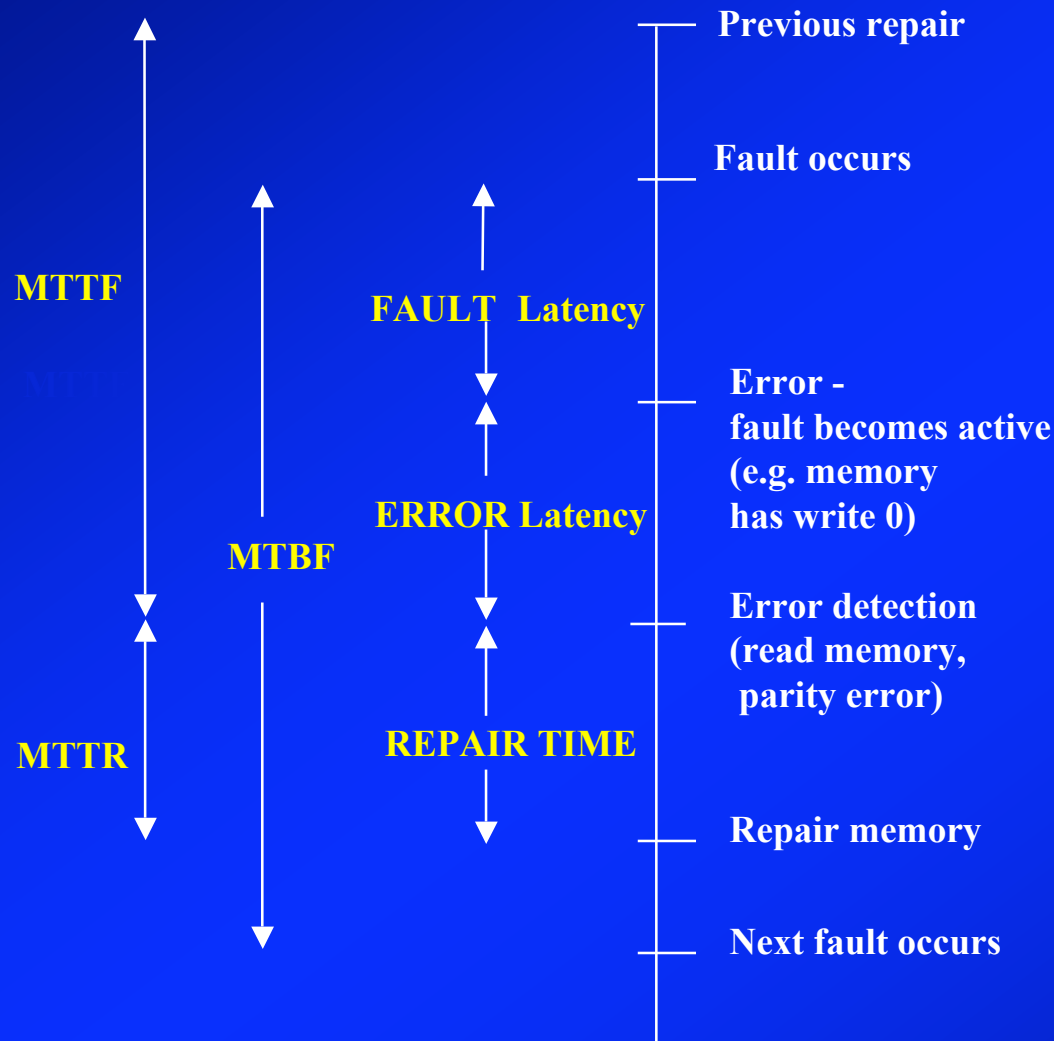 Previous repair
Fault occurs
MTTF
FAULT Latency
Error -
fault becomes active
(e.g. memory
has write 0)
ERROR Latency
MTBF
Error detection
(read memory,
parity error)
MTTR
REPAIR TIME
Repair memory
Next fault occurs